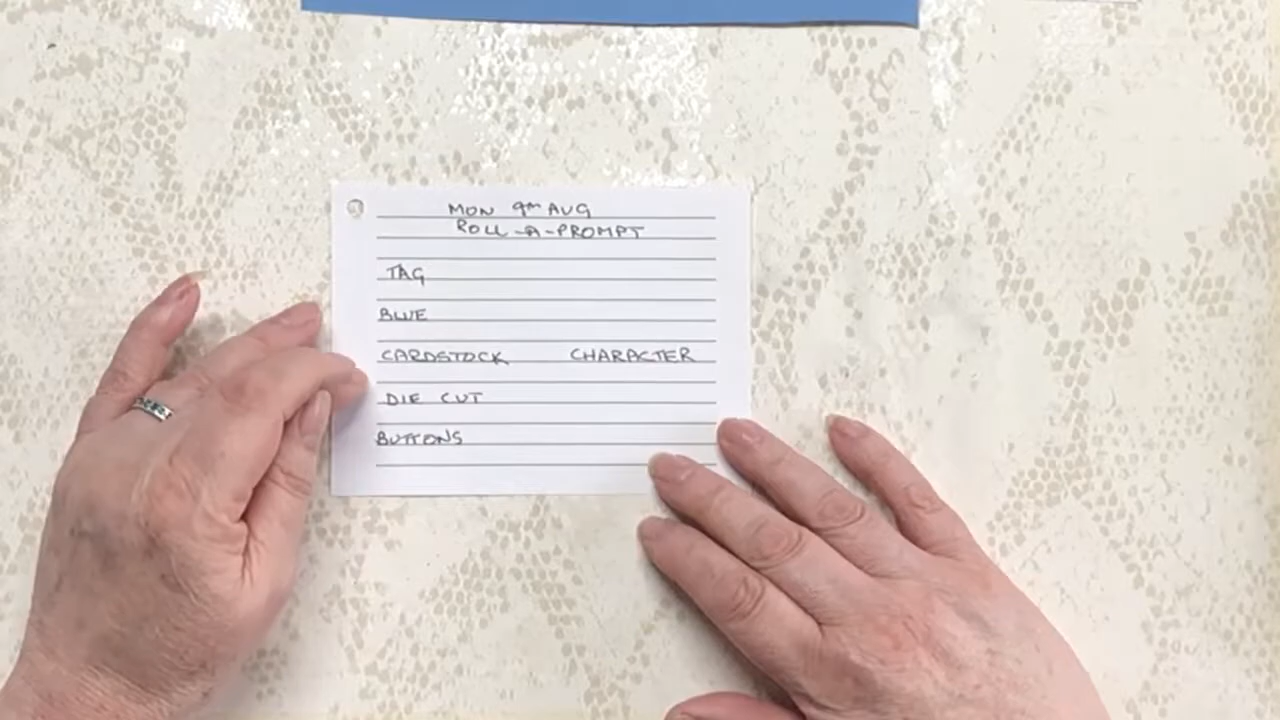 MON 9TH AUG
ROLL-A-PROMPT
TAG
BLUE
CARDSTOCK CHARACTER
DIE CUT
BUTTONS